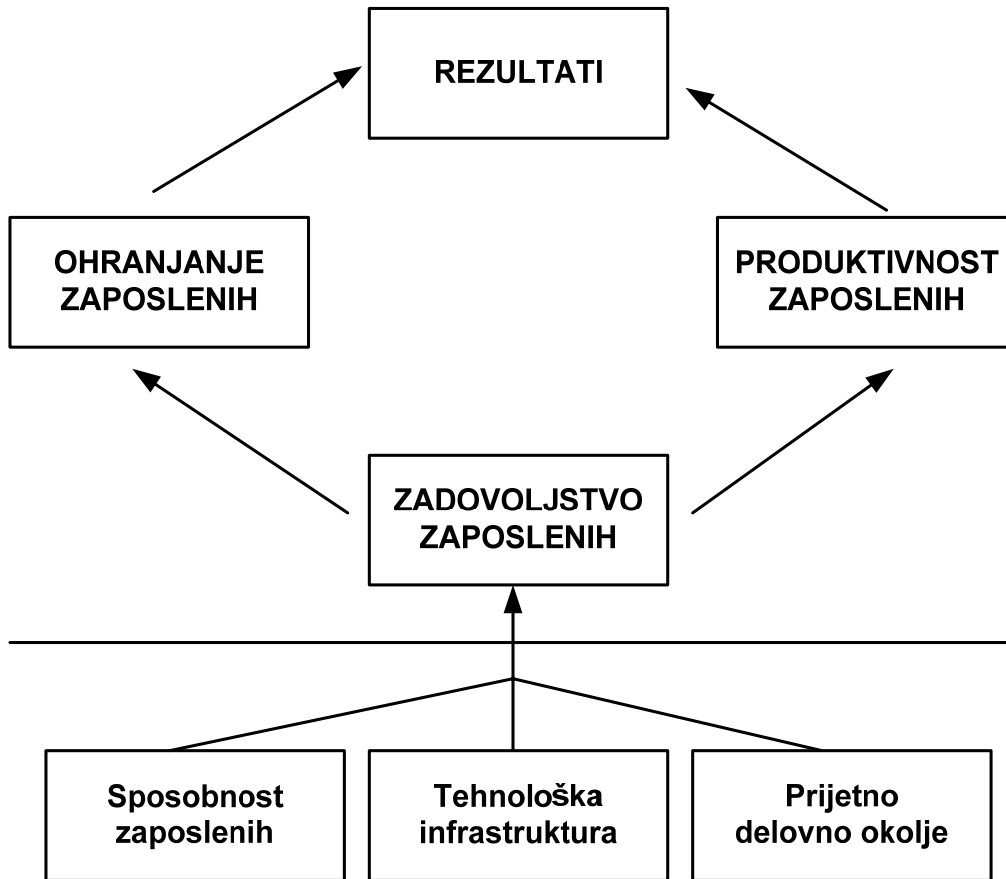 REZULTATI
OHRANJANJE
ZAPOSLENIH
PRODUKTIVNOST
ZAPOSLENIH
ZADOVOLJSTVO
ZAPOSLENIH
Sposobnost
zaposlenih
Tehnološka
infrastruktura
Prijetno
delovno okolje